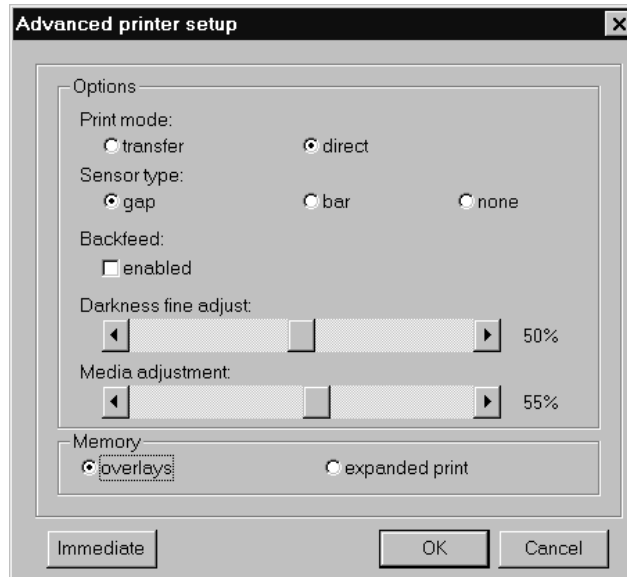 Advanced printer setup
Options
Print mode:
transfer direct
Sensor type:
gap bar none
Backfeed:
enabled
Darkness fine adjust:
50%
Media adjustment:
55%
Memory
overlays expanded print
Immediate OK Cancel